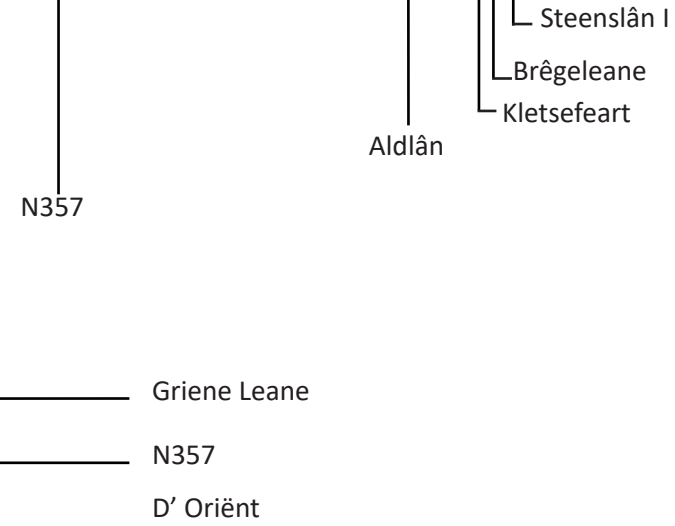 Steenslân I
Brêgeleane
Kletsefeart
Aldlân
N357
Griene Leane
N357
D’ Oriënt